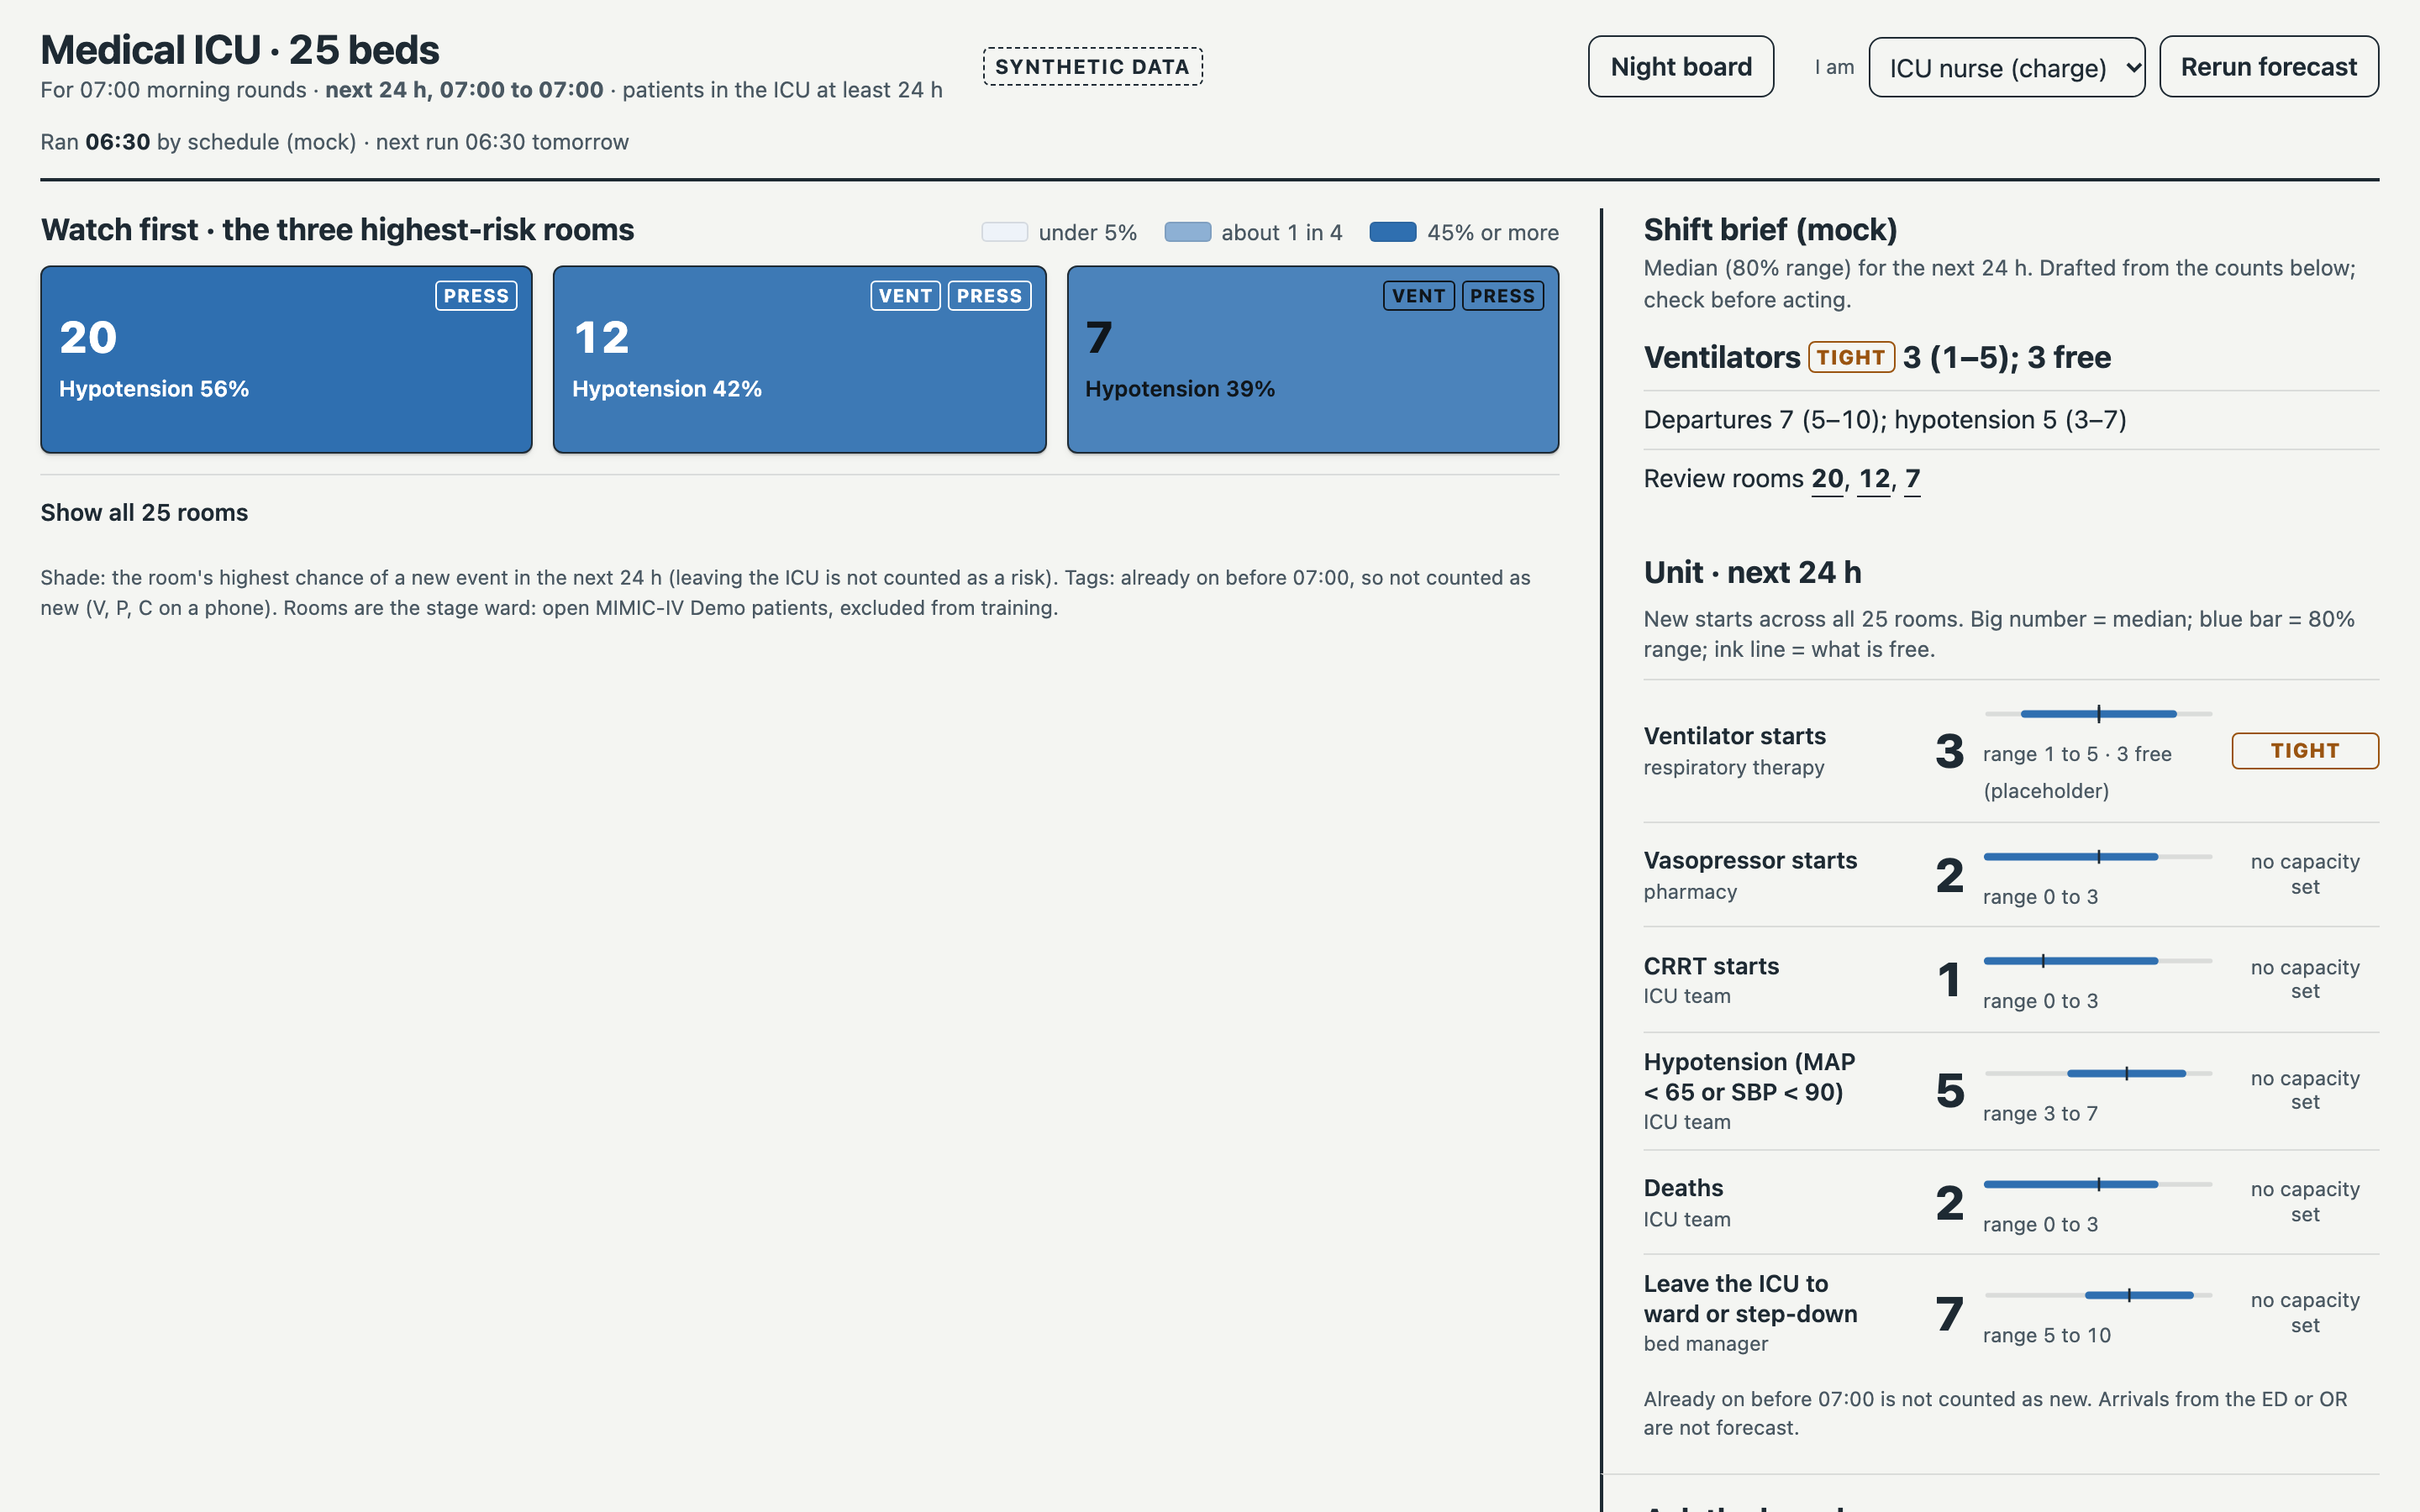 Medical ICU · 25 beds
For 07:00 morning rounds · next 24 h, 07:00 to 07:00 · patients in the ICU at least 24 h
SYNTHETIC DATA
Night board
I am
ICU nurse (charge)
Rerun forecast
Ran 06:30 by schedule (mock) · next run 06:30 tomorrow
Watch first · the three highest-risk rooms
under 5%
about 1 in 4
45% or more
PRESS
20
Hypotension 56%
VENT PRESS
12
Hypotension 42%
VENT PRESS
7
Hypotension 39%
Show all 25 rooms
Shade: the room's highest chance of a new event in the next 24 h (leaving the ICU is not counted as a risk). Tags: already on before 07:00, so not counted as
new (V, P, C on a phone). Rooms are the stage ward: open MIMIC-IV Demo patients, excluded from training.
Shift brief (mock)
Median (80% range) for the next 24 h. Drafted from the counts below;
check before acting.
Ventilators TIGHT 3 (1–5); 3 free
Departures 7 (5–10); hypotension 5 (3–7)
Review rooms 20, 12, 7
Unit · next 24 h
New starts across all 25 rooms. Big number = median; blue bar = 80%
range; ink line = what is free.
Ventilator starts
respiratory therapy
3
range 1 to 5 · 3 free
(placeholder)
TIGHT
Vasopressor starts
pharmacy
2
range 0 to 3
no capacity
set
CRRT starts
ICU team
1
range 0 to 3
no capacity
set
Hypotension (MAP
< 65 or SBP < 90)
ICU team
5
range 3 to 7
no capacity
set
Deaths
ICU team
2
range 0 to 3
no capacity
set
Leave the ICU to
ward or step-down
bed manager
7
range 5 to 10
no capacity
set
Already on before 07:00 is not counted as new. Arrivals from the ED or OR
are not forecast.